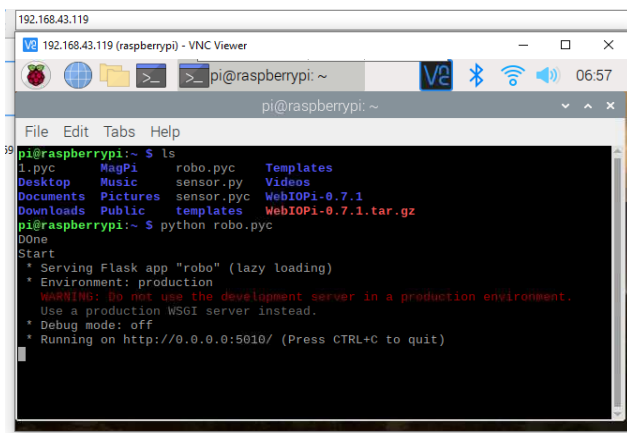 192.168.43.119
192.168.43.119 (raspberrypi) - VNC Viewer
pi@raspberrypi: ~ 06:57
pi@raspberrypi: ~
File Edit Tabs Help
pi@raspberrypi:~ $ ls
1.pyc MagPi robo.pyc Templates
Desktop Music sensor.py Videos
Documents Pictures sensor.pyc WebIOPi-0.7.1
Downloads Public templates WebIOPi-0.7.1.tar.gz
pi@raspberrypi:~ $ python robo.pyc
DOne
Start
* Serving Flask app "robo" (lazy loading)
* Environment: production
WARNING: Do not use the development server in a production environment.
Use a production WSGI server instead.
* Debug mode: off
* Running on http://0.0.0.0:5010/ (Press CTRL+C to quit)